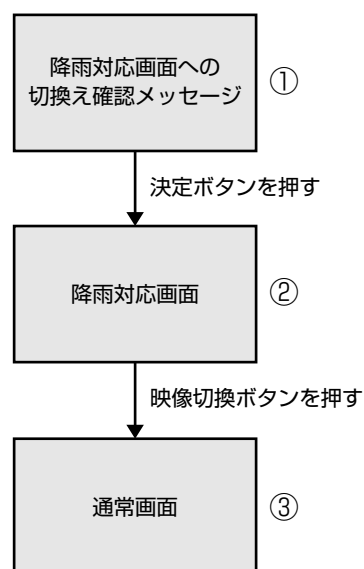 降雨対応画面への
切換え確認メッセージ
①
決定ボタンを押す
降雨対応画面
②
映像切換ボタンを押す
通常画面
③